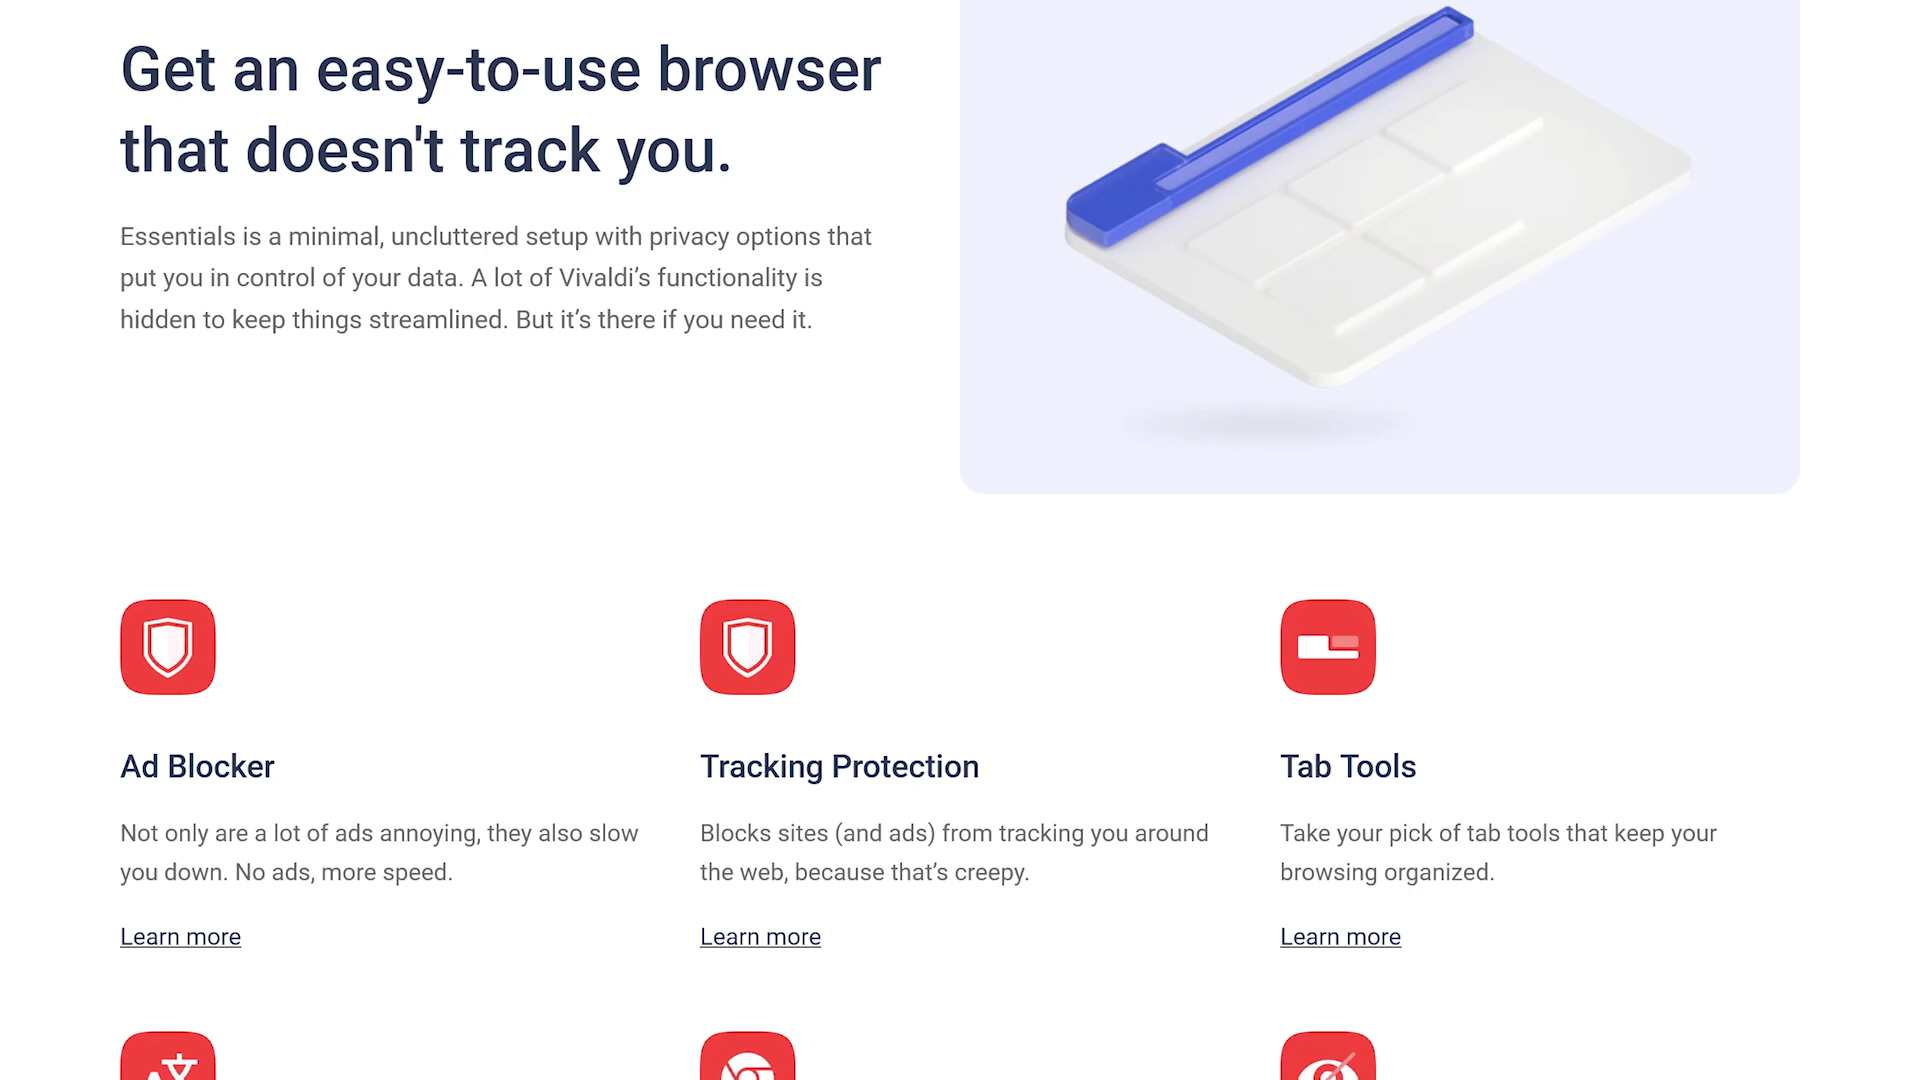 Get an easy-to-use browser
that doesn't track you.
Essentials is a minimal, uncluttered setup with privacy options that
put you in control of your data. A lot of Vivaldi’s functionality is
hidden to keep things streamlined. But it’s there if you need it.
Ad Blocker
Not only are a lot of ads annoying, they also slow
you down. No ads, more speed.
Learn more
Tracking Protection
Blocks sites (and ads) from tracking you around
the web, because that’s creepy.
Learn more
Tab Tools
Take your pick of tab tools that keep your
browsing organized.
Learn more